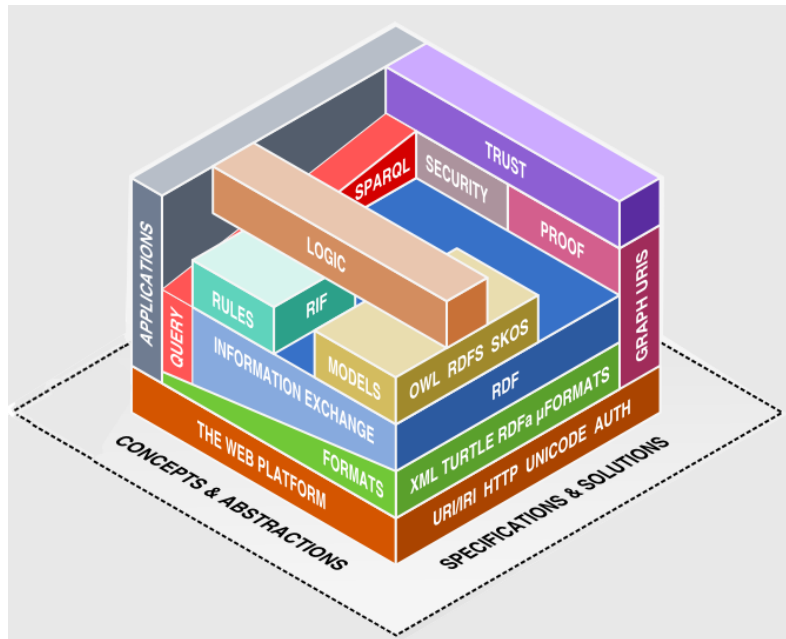 TRUST
SPARQL
SECURITY
PROOF
APPLICATIONS
LOGIC
RULES
RIF
GRAPH URIS
QUERY
INFORMATION EXCHANGE
MODELS
OWL RDFS SKOS
RDF
FORMATS
XML TURTLE RDFa µFORMATS
THE WEB PLATFORM
URI/IRI HTTP UNICODE AUTH
CONCEPTS & ABSTRACTIONS
SPECIFICATIONS & SOLUTIONS